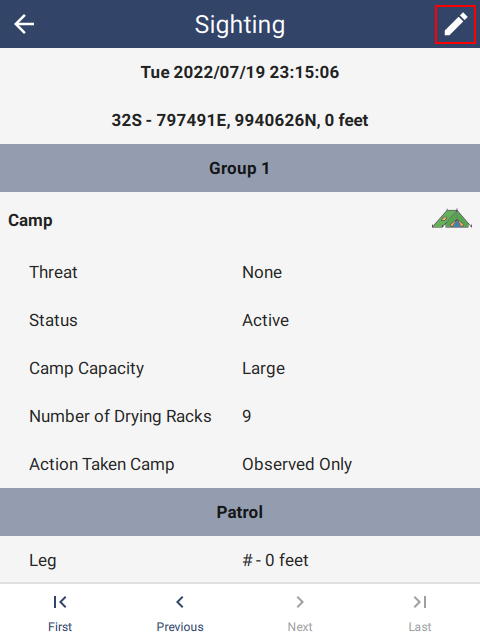 Sighting
Tue 2022/07/19 23:15:06
32S - 797491E, 9940626N, 0 feet
Group 1
Camp
Threat None
Status Active
Camp Capacity Large
Number of Drying Racks 9
Action Taken Camp Observed Only
Patrol
Leg # - 0 feet
First Previous Next Last